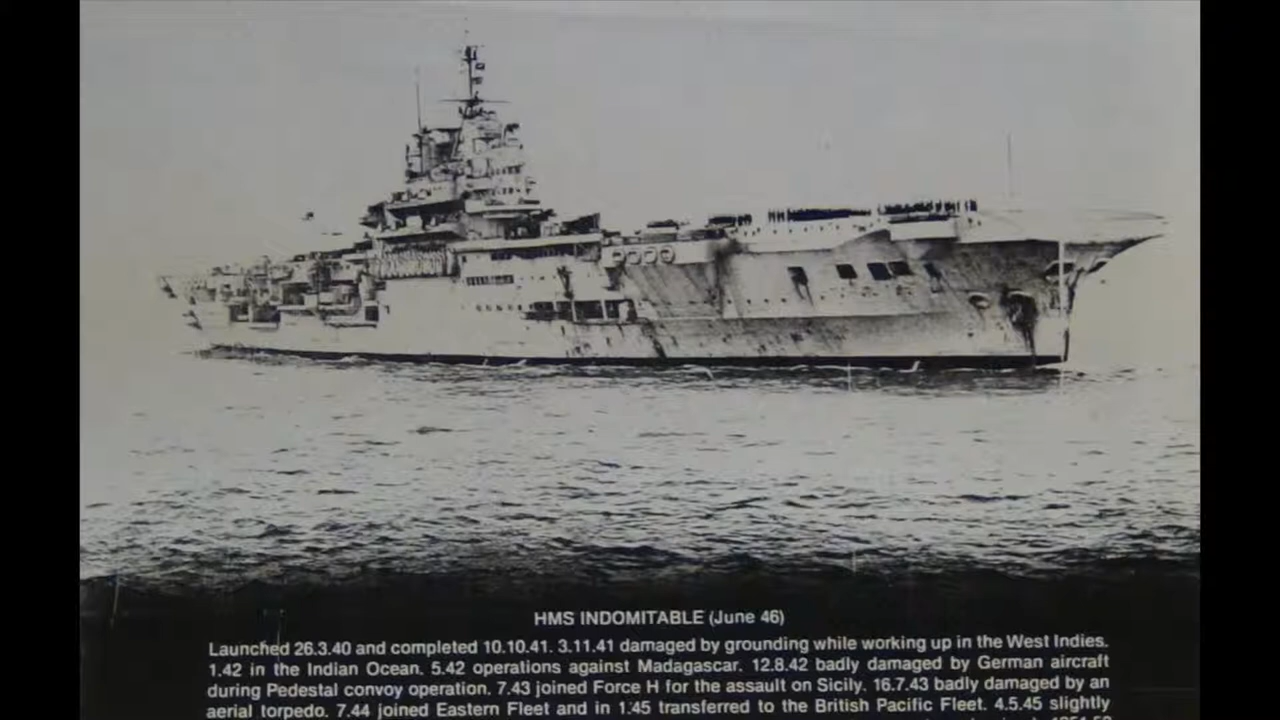 HMS INDOMITABLE (June 46)
Launched 26.3.40 and completed 10.10.41. 3.11.41 damaged by grounding while working up in the West Indies.
1.42 in the Indian Ocean. 5.42 operations against Madagascar. 12.8.42 badly damaged by German aircraft
during Pedestal convoy operation. 7.43 joined Force H for the assault on Sicily. 16.7.43 badly damaged by an
aerial torpedo. 7.44 joined Eastern Fleet and in 1.45 transferred to the British Pacific Fleet. 4.5.45 slightly